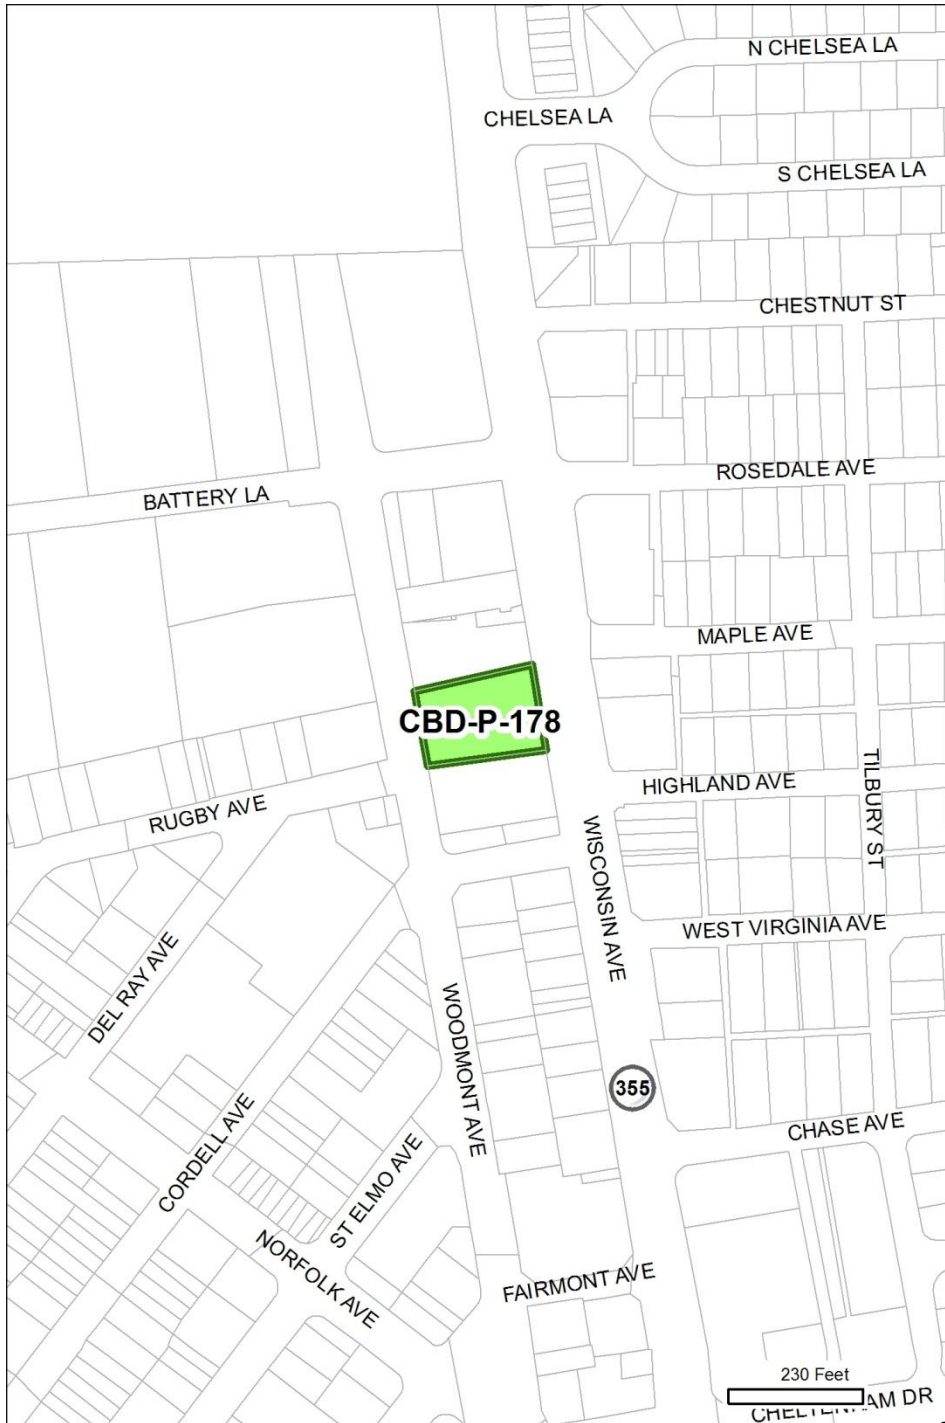 N CHELSEA LA
CHELSEA LA
S CHELSEA LA
CHESTNUT ST
ROSEDALE AVE
BATTERY LA
MAPLE AVE
CBD-P-178
HIGHLAND AVE
TILBURY ST
RUGBY AVE
WISCONSIN AVE
WEST VIRGINIA AVE
DEL RAY AVE
WOODMONT AVE
355
CHASE AVE
CORDELL AVE
ST ELMO AVE
NORFOLK AVE
FAIRMONT AVE
230 Feet
CHELTENHAM DR